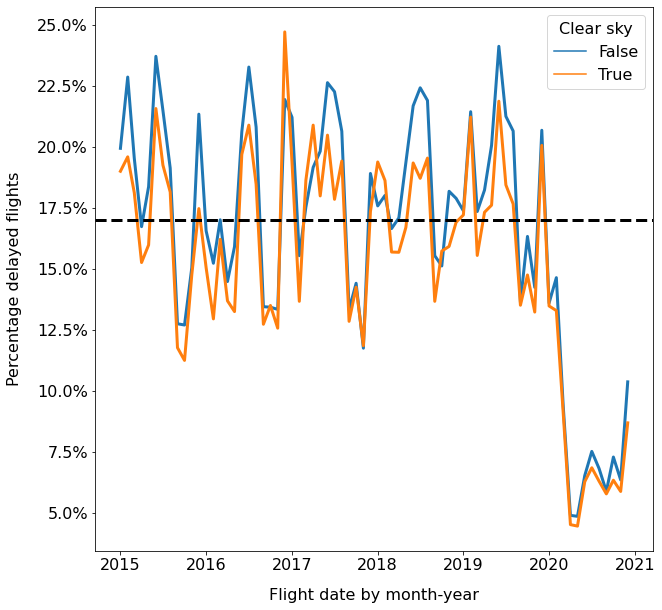 Percentage delayed flights
25.0%
22.5%
20.0%
17.5%
15.0%
12.5%
10.0%
7.5%
5.0%
Clear sky
False
True
2015 2016 2017 2018 2019 2020 2021
Flight date by month-year